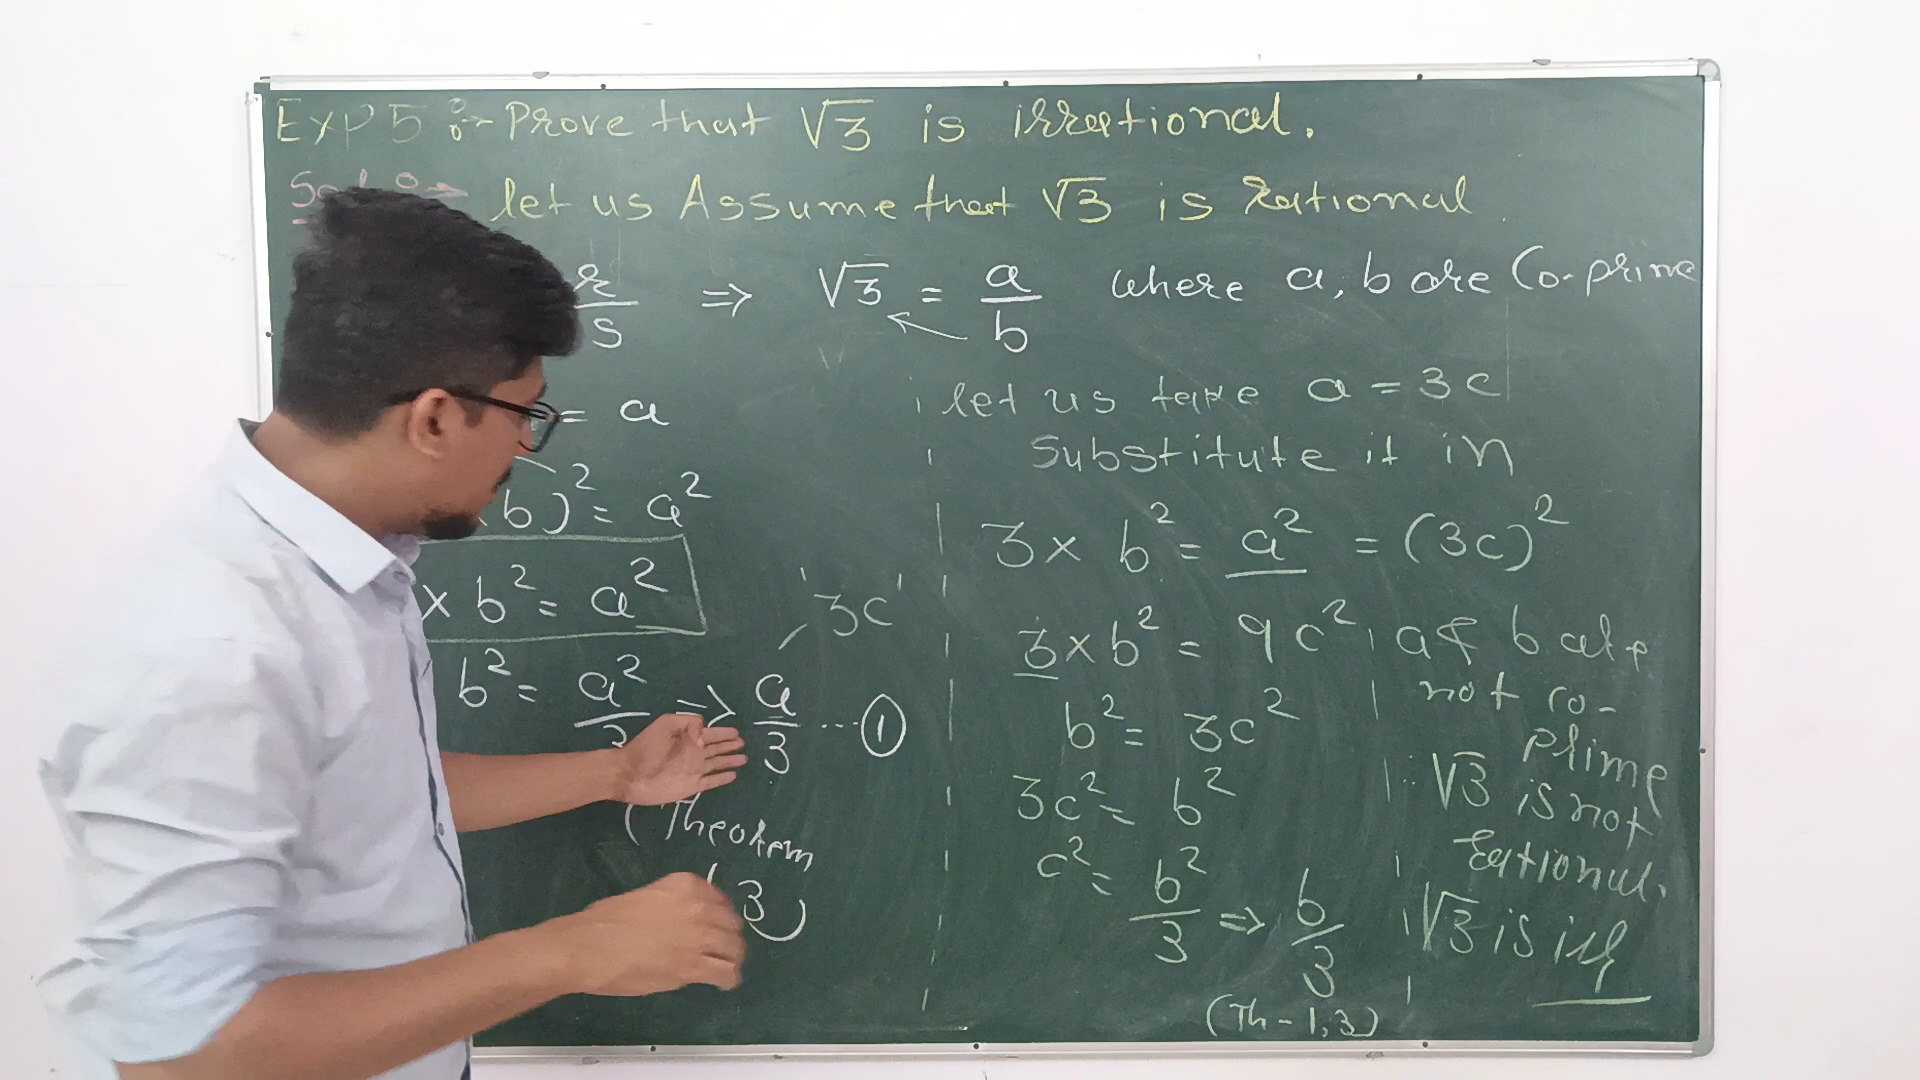 Exp 5 :- Prove that √3 is irrational.
Sol :- let us Assume that √3 is rational.
r/s => √3 = a/b where a, b are Co-prime
= a
b)² = a²
x b² = a²
b² = a²/3 => a/3 ... ①
'3c'
(Theorem
3)
let us take a = 3c
Substitute it in
3 x b² = a² = (3c)²
3 x b² = 9c²
b² = 3c²
3c² = b²
c² = b²/3 => b/3
(Th - 1,3)
a & b are
not co-
prime
√3 is not
rational.
√3 is irr